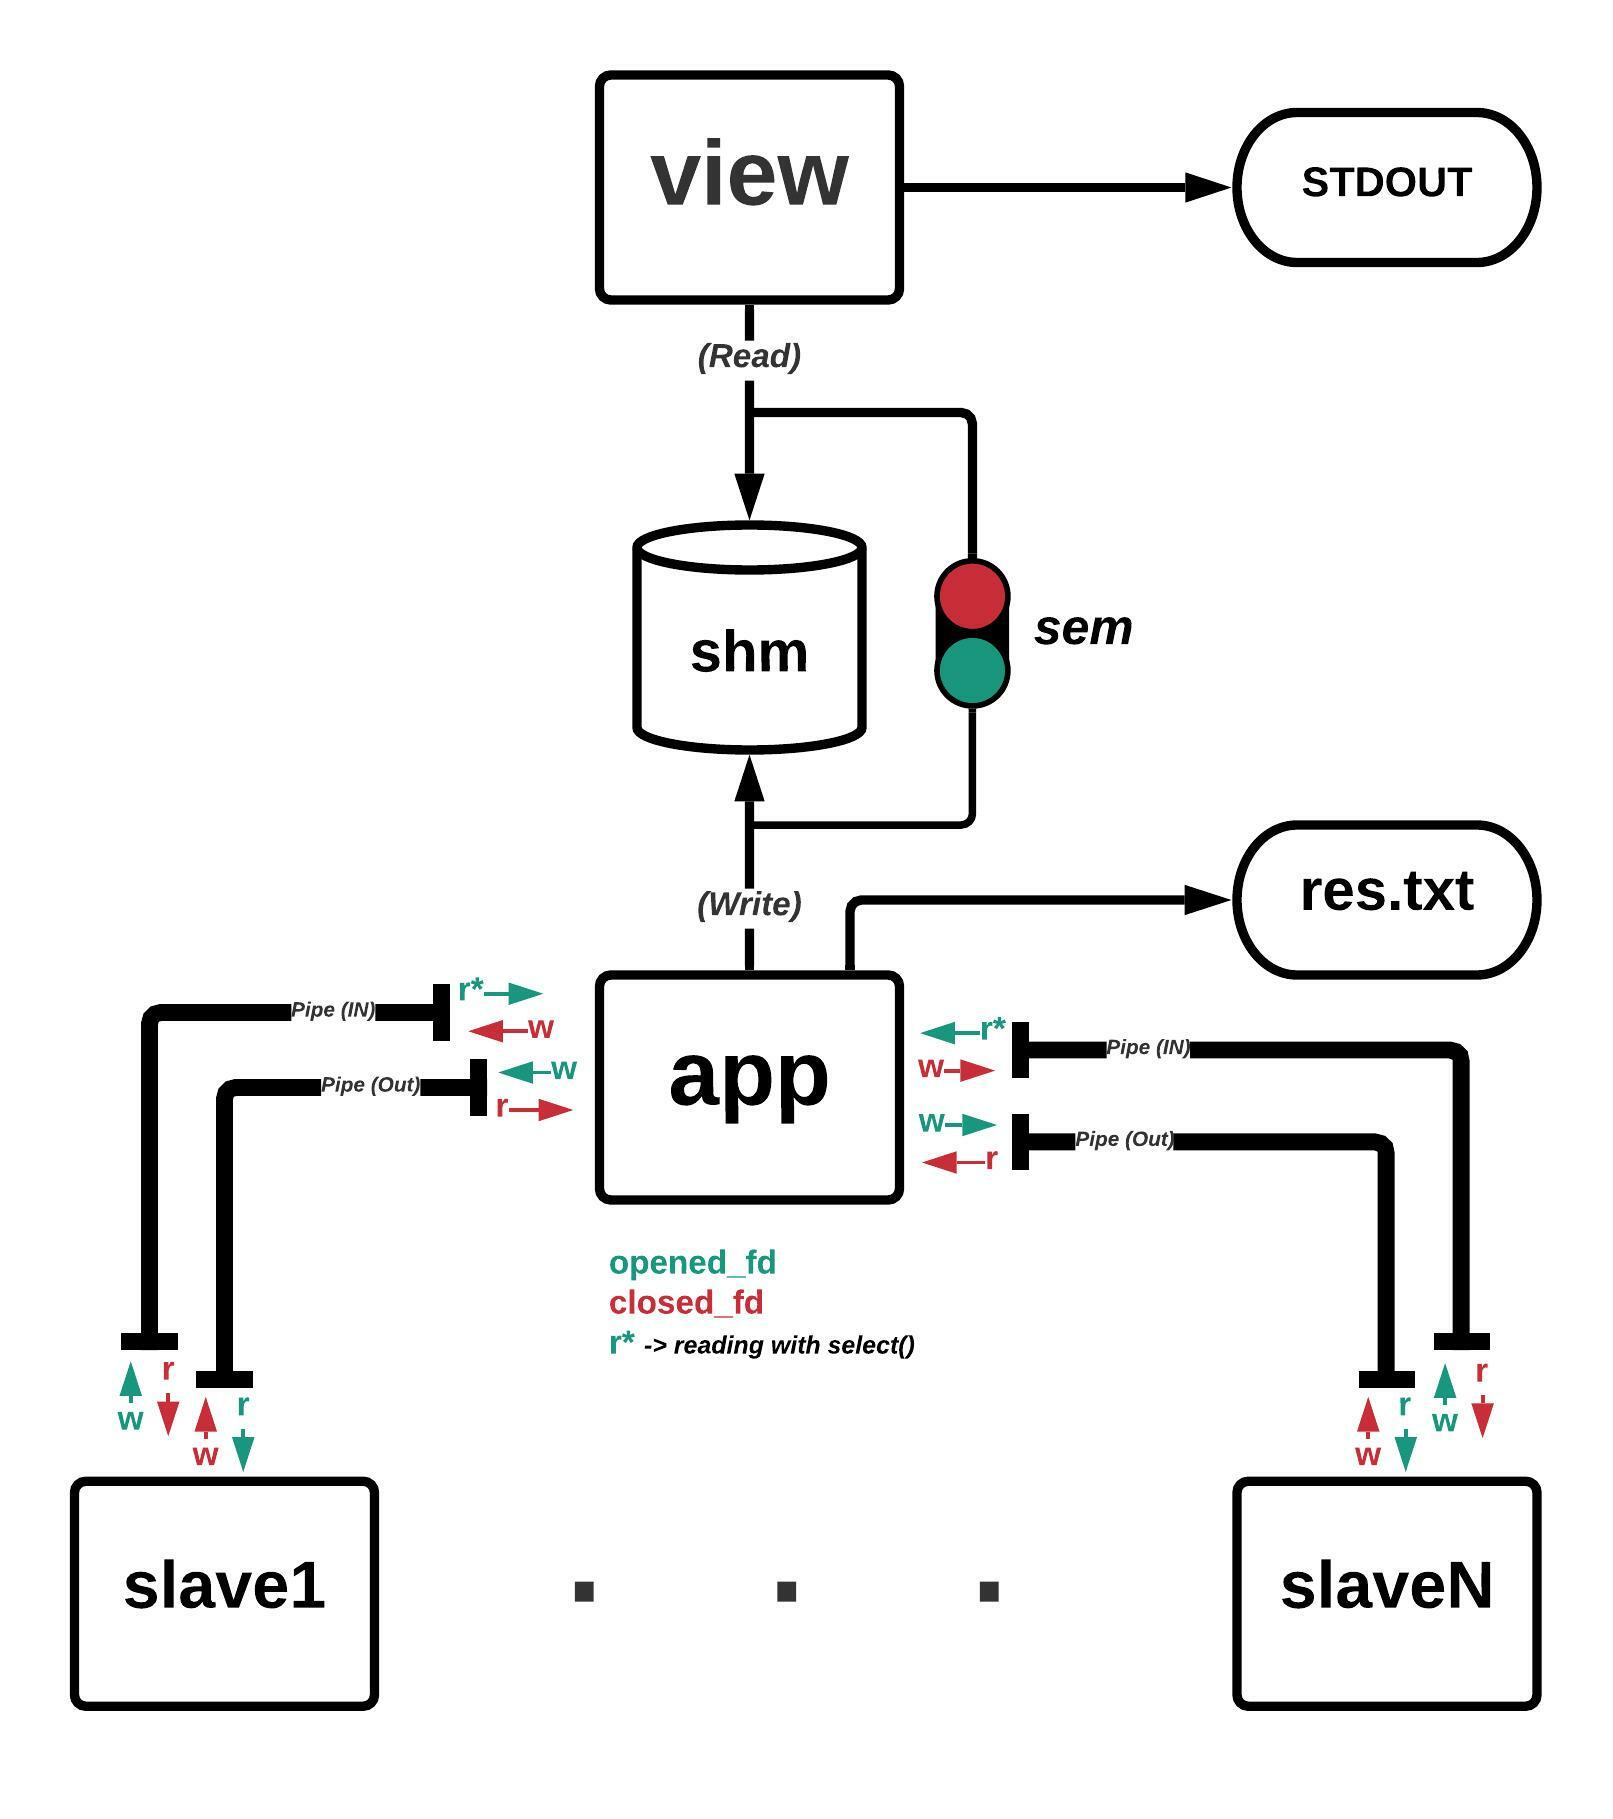 view
STDOUT
(Read)
shm
sem
(Write)
res.txt
Pipe (IN)
r*
w
Pipe (Out)
w
r
app
r*
w
Pipe (IN)
w
r
Pipe (Out)
opened_fd
closed_fd
r* -> reading with select()
w
r
w
r
w
r
w
r
slave1
. . .
slaveN